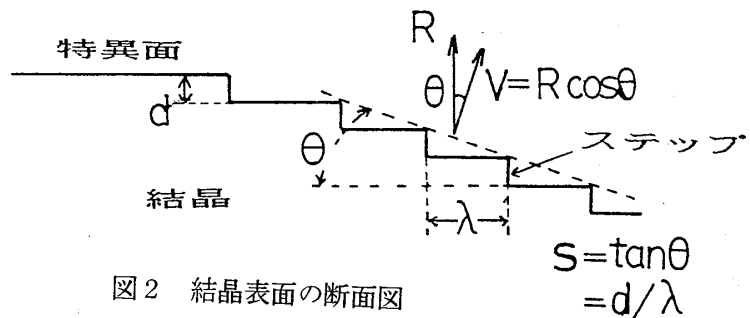 特異面
R
d
θ
V=Rcosθ
θ
ステップ
結晶
λ
S=tanθ
=d/λ
図2 結晶表面の断面図